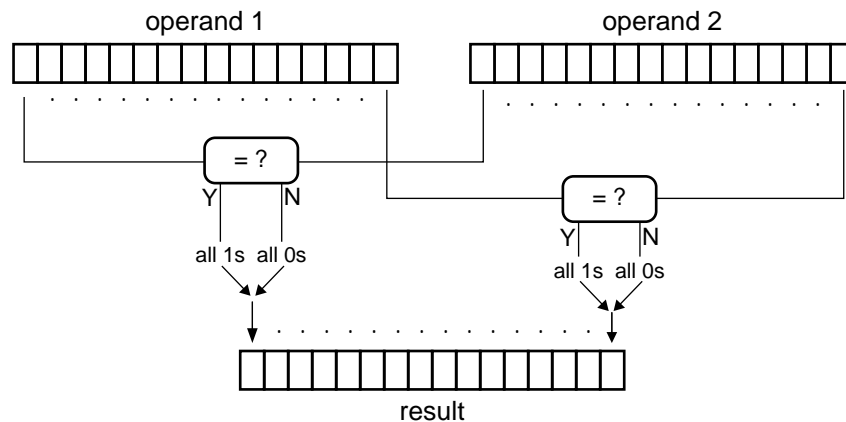 operand 1 operand 2
= ?
Y N
= ?
Y N
all 1s all 0s
all 1s all 0s
result